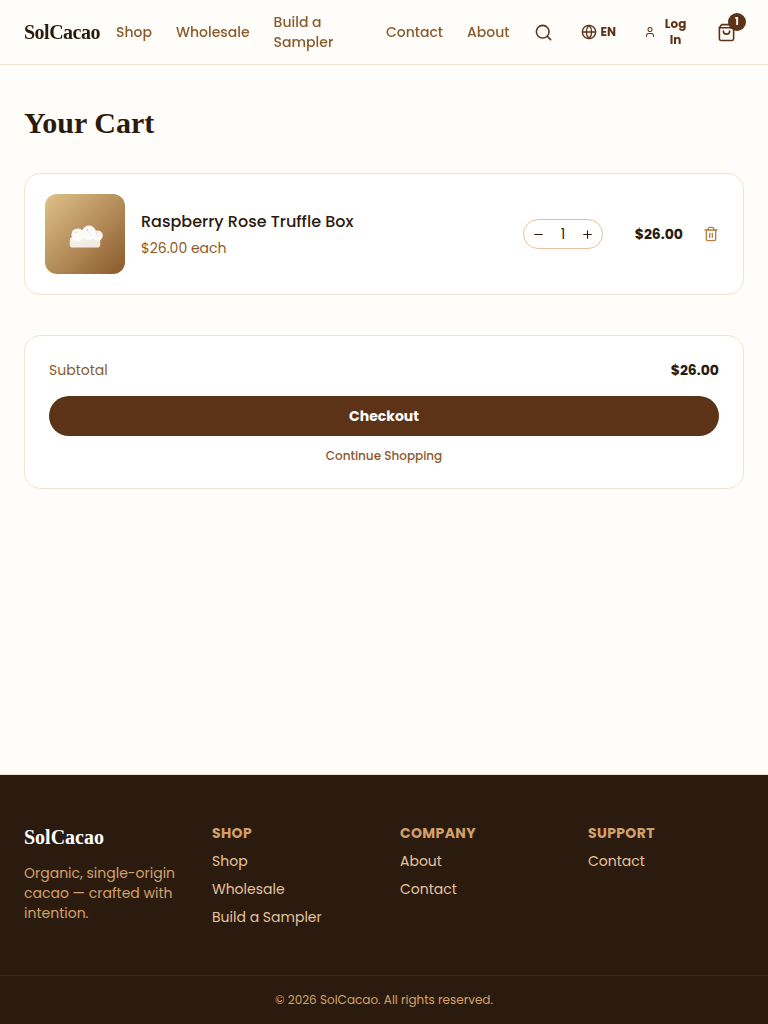 SolCacao
Shop
Wholesale
Build a
Sampler
Contact
About
EN
Log
In
1
Your Cart
Raspberry Rose Truffle Box
$26.00 each
1
$26.00
Subtotal
$26.00
Checkout
Continue Shopping
SolCacao
Organic, single-origin
cacao — crafted with
intention.
SHOP
Shop
Wholesale
Build a Sampler
COMPANY
About
Contact
SUPPORT
Contact
© 2026 SolCacao. All rights reserved.